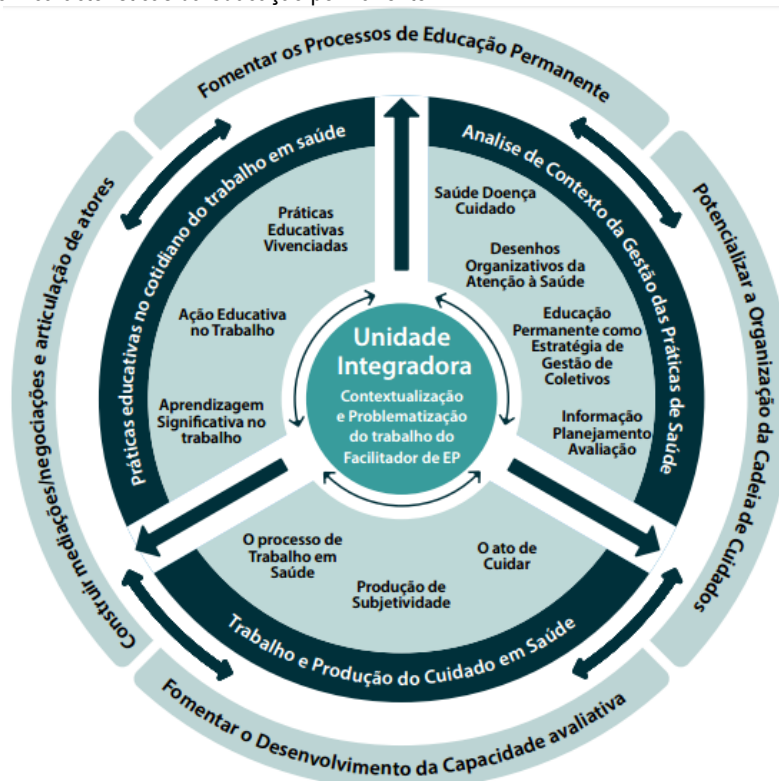 Fomentar os Processos de Educação Permanente
Potencializar a Organização da Cadeia de Cuidados
Fomentar o Desenvolvimento da Capacidade avaliativa
Construir mediações/negociações e articulação de atores
Práticas educativas no cotidiano do trabalho em saúde
Práticas
Educativas
Vivenciadas
Ação Educativa
no Trabalho
Aprendizagem
Significativa no
trabalho
Analise de Contexto da Gestão das Práticas de Saúde
Saúde Doença
Cuidado
Desenhos
Organizativos da
Atenção à Saúde
Educação
Permanente como
Estratégia de
Gestão de
Coletivos
Informação
Planejamento
Avaliação
Unidade
Integradora
Contextualização
e Problematização
do trabalho do
Facilitador de EP
O processo de
Trabalho em
Saúde
Produção de
Subjetividade
O ato de
Cuidar
Trabalho e Produção do Cuidado em Saúde